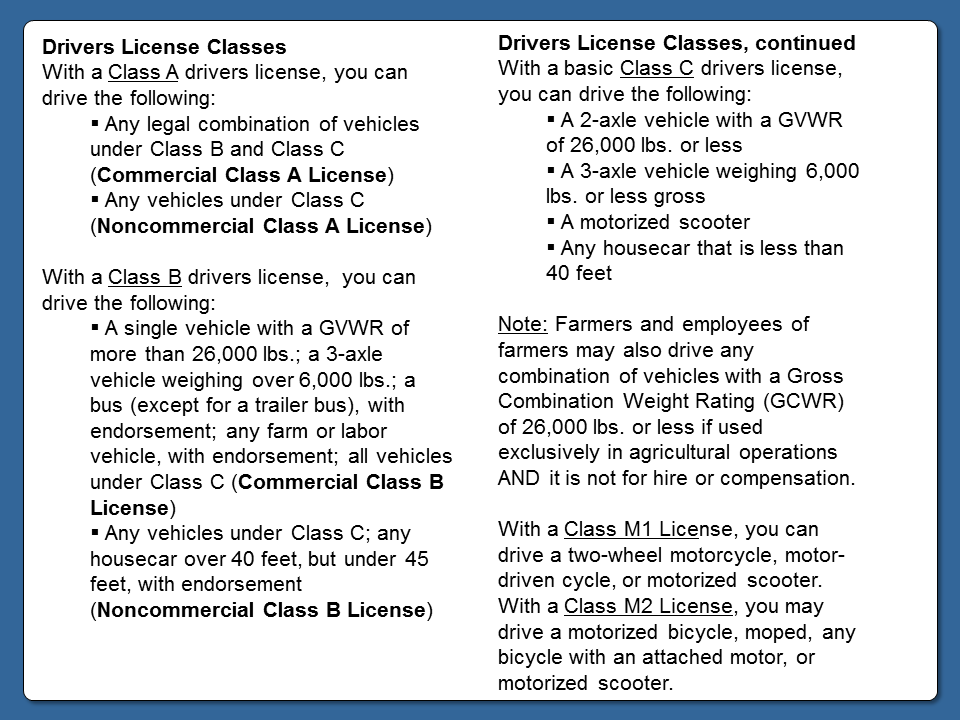 Drivers License Classes
With a Class A drivers license, you can
drive the following:
▪ Any legal combination of vehicles
under Class B and Class C
(Commercial Class A License)
▪ Any vehicles under Class C
(Noncommercial Class A License)
With a Class B drivers license, you can
drive the following:
▪ A single vehicle with a GVWR of
more than 26,000 lbs.; a 3-axle
vehicle weighing over 6,000 lbs.; a
bus (except for a trailer bus), with
endorsement; any farm or labor
vehicle, with endorsement; all vehicles
under Class C (Commercial Class B
License)
▪ Any vehicles under Class C; any
housecar over 40 feet, but under 45
feet, with endorsement
(Noncommercial Class B License)
Drivers License Classes, continued
With a basic Class C drivers license,
you can drive the following:
▪ A 2-axle vehicle with a GVWR
of 26,000 lbs. or less
▪ A 3-axle vehicle weighing 6,000
lbs. or less gross
▪ A motorized scooter
▪ Any housecar that is less than
40 feet
Note: Farmers and employees of
farmers may also drive any
combination of vehicles with a Gross
Combination Weight Rating (GCWR)
of 26,000 lbs. or less if used
exclusively in agricultural operations
AND it is not for hire or compensation.
With a Class M1 License, you can
drive a two-wheel motorcycle, motor-
driven cycle, or motorized scooter.
With a Class M2 License, you may
drive a motorized bicycle, moped, any
bicycle with an attached motor, or
motorized scooter.